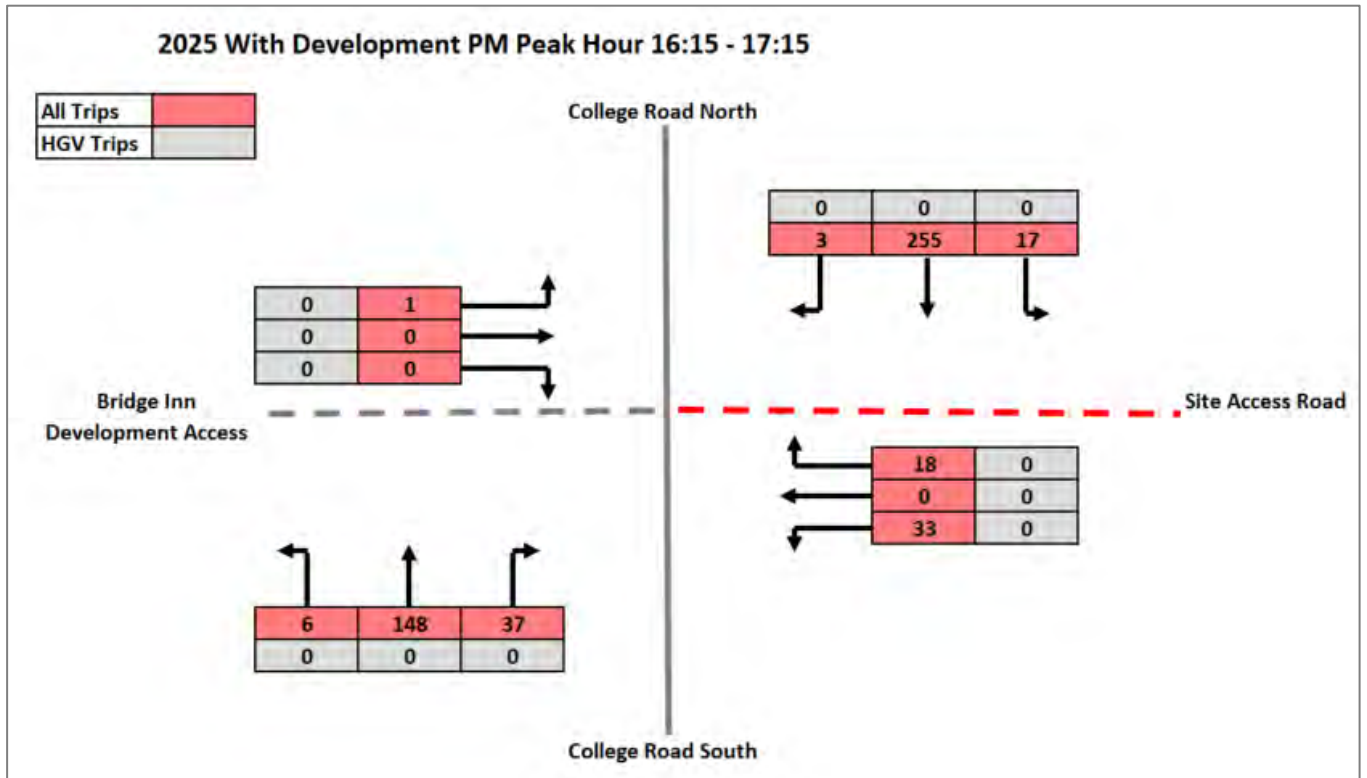 2025 With Development PM Peak Hour 16:15 - 17:15
All Trips
HGV Trips
College Road North
0 0 0
3 255 17
0 1
0 0
0 0
Bridge Inn
Development Access
Site Access Road
18 0
0 0
33 0
6 148 37
0 0 0
College Road South